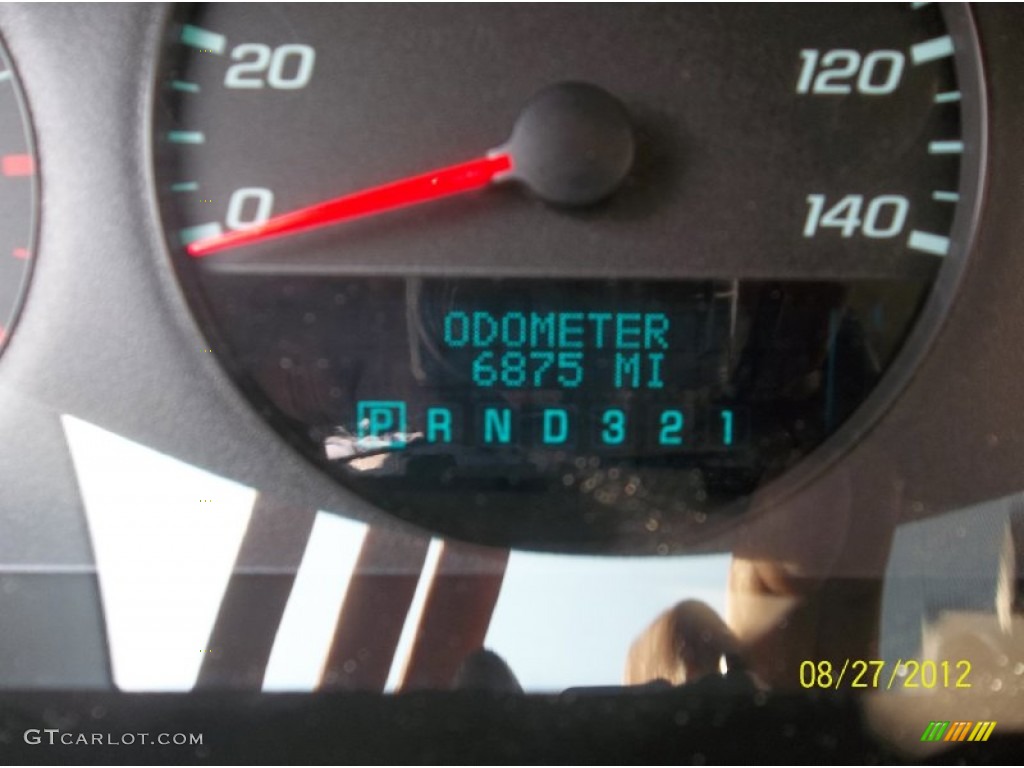 20
120
0
140
ODOMETER
6875 MI
P R N D 3 2 1
08/27/2012
GTCARLOT.COM